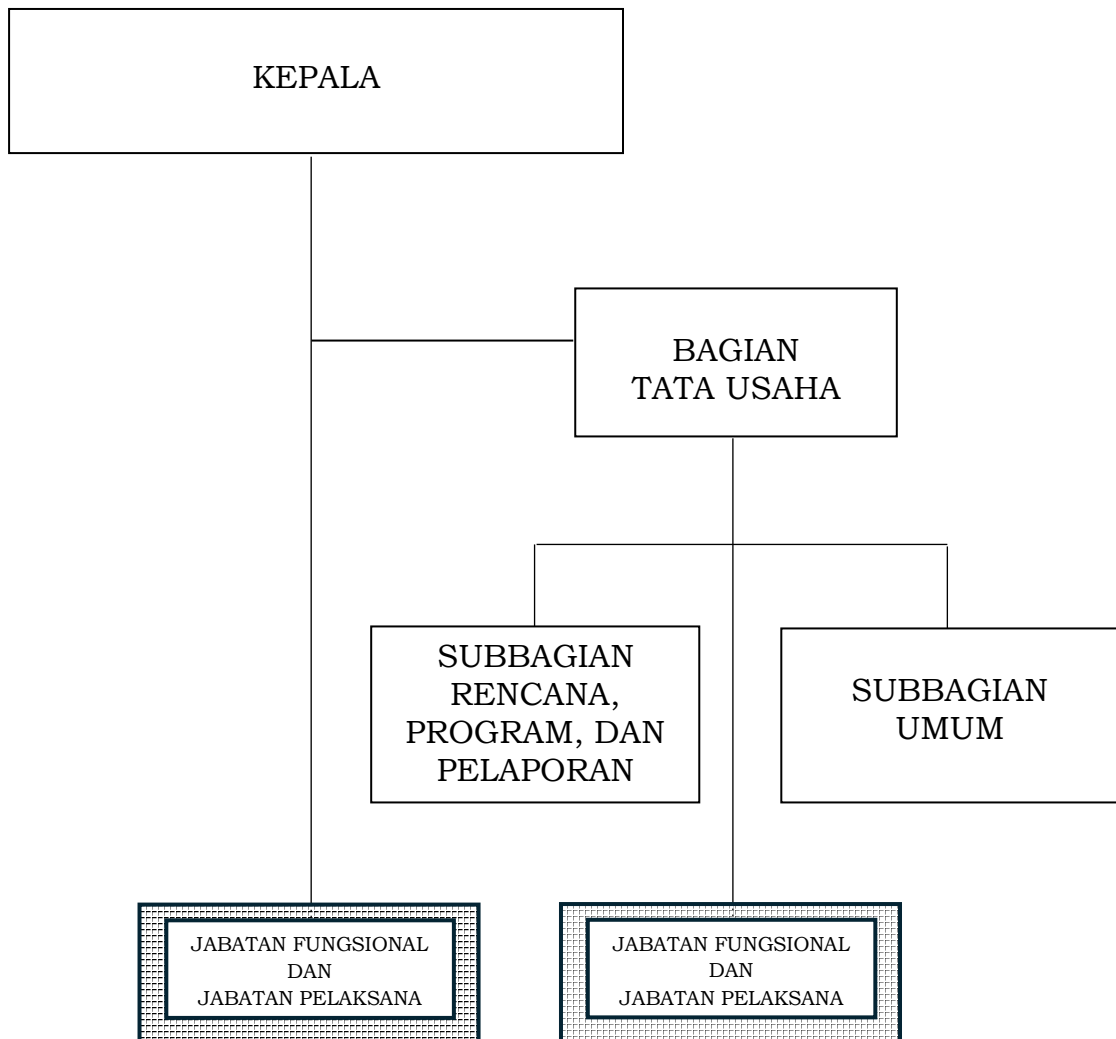 KEPALA
BAGIAN
TATA USAHA
SUBBAGIAN
RENCANA,
PROGRAM, DAN
PELAPORAN
SUBBAGIAN
UMUM
JABATAN FUNGSIONAL
DAN
JABATAN PELAKSANA
JABATAN FUNGSIONAL
DAN
JABATAN PELAKSANA